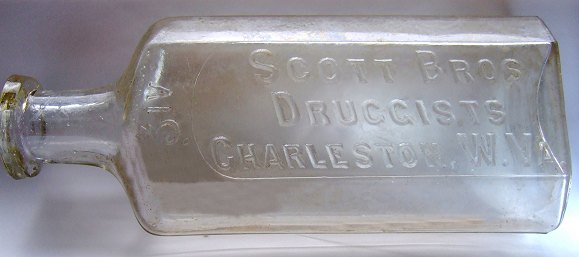 SCOTT BROS
DRUGGISTS
CHARLESTON, W.VA.